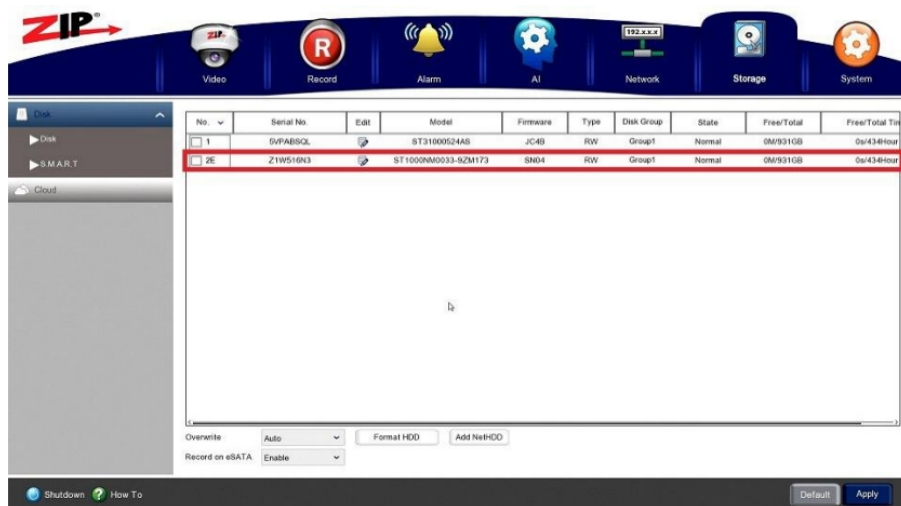 ZIP
ZIP
R
192.x.x.x
Video Record Alarm AI Network Storage System
Disk
Disk
S.M.A.R.T
Cloud
No. Serial No. Edit Model Firmware Type Disk Group State Free/Total Free/Total Tim
1 5VPABSQL ST31000524AS JC4B RW Group1 Normal 0M/931GB 0s/434Hour
2E Z1W516N3 ST1000NM0033-9ZM173 SN04 RW Group1 Normal 0M/931GB 0s/434Hour
Overwrite Auto Format HDD Add NetHDD
Record on eSATA Enable
Shutdown How To Default Apply